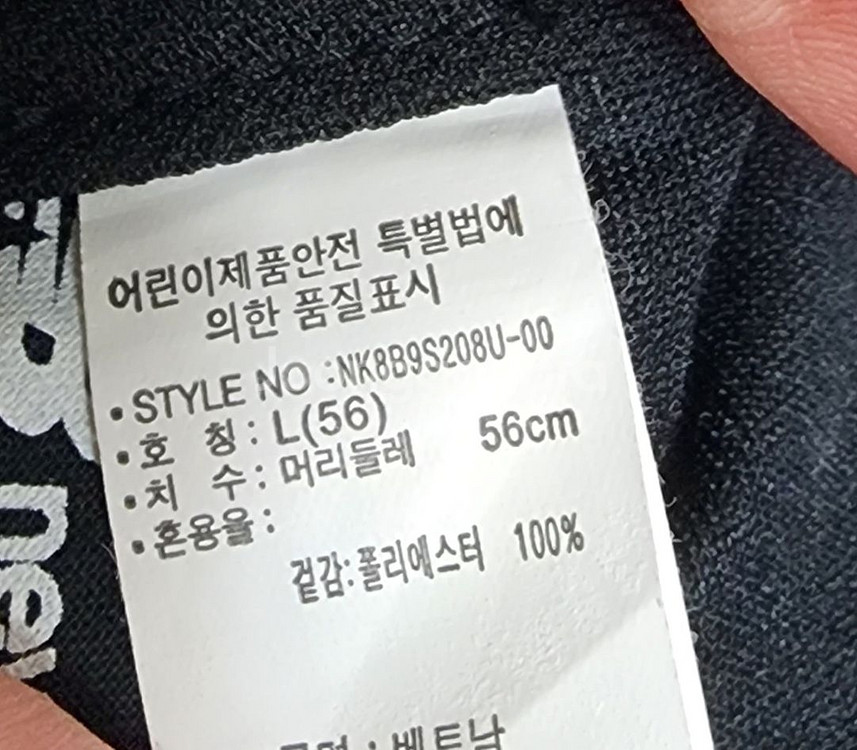 어린이제품안전 특별법에
의한 품질표시
• STYLE NO : NK8B9S208U-00
• 호 칭 : L(56)
• 치 수 : 머리둘레 56cm
• 혼용율 :
겉감 : 폴리에스터 100%
: 베트남
new